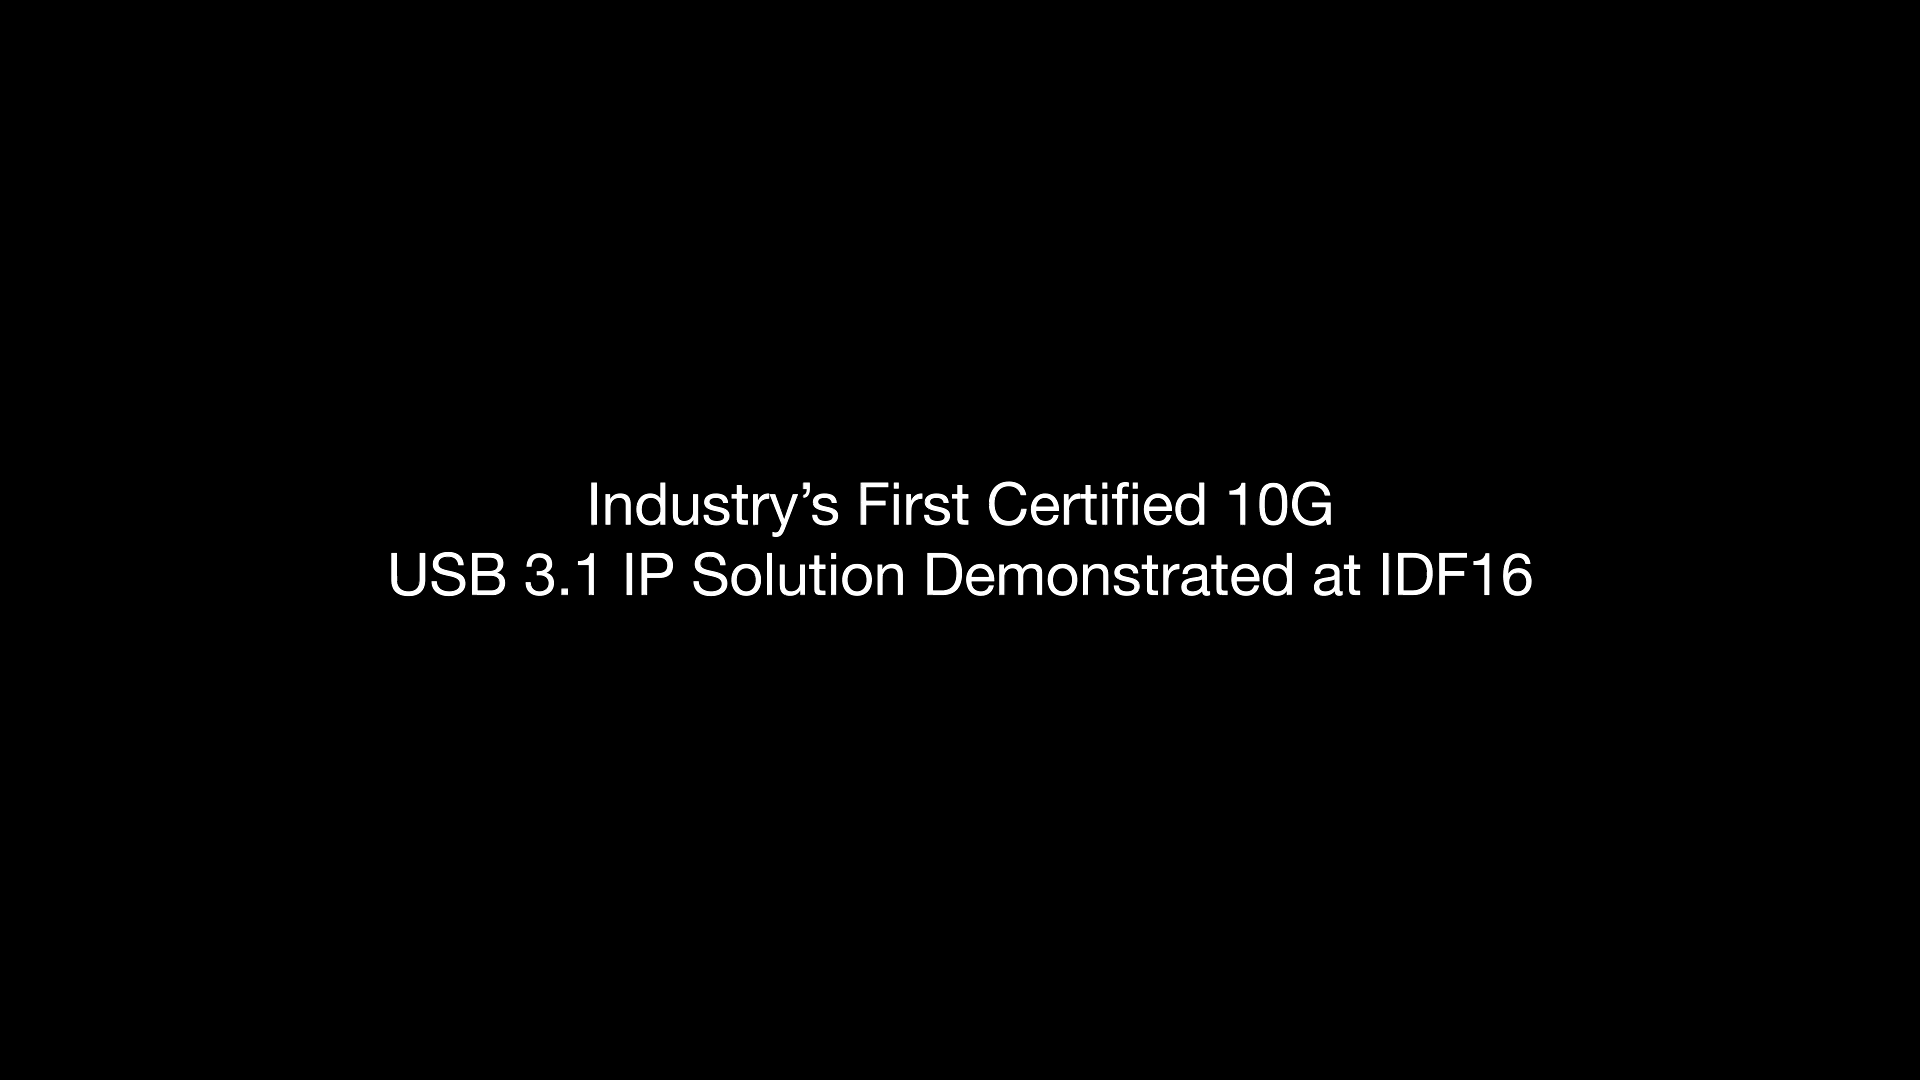 Industry’s First Certified 10G
USB 3.1 IP Solution Demonstrated at IDF16